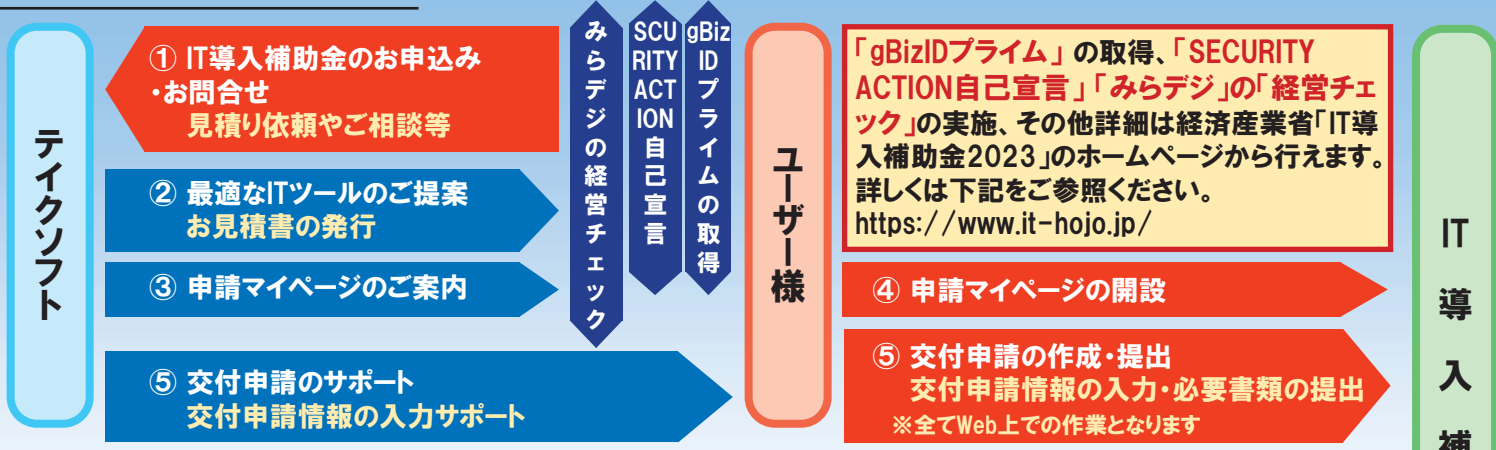 テイクソフト
① IT導入補助金のお申込み
・お問合せ
見積り依頼やご相談等
② 最適なITツールのご提案
お見積書の発行
③ 申請マイページのご案内
⑤ 交付申請のサポート
交付申請情報の入力サポート
みらデジの経営チェック
SCU
RITY
ACT
ION
自
己
宣
言
gBiz
ID
プ
ラ
イ
ム
の
取
得
ユーザー様
「gBizIDプライム」の取得、「SECURITY
ACTION自己宣言」「みらデジ」の「経営チェ
ック」の実施、その他詳細は経済産業省「IT導
入補助金2023」のホームページから行えます。
詳しくは下記をご参照ください。
https://www.it-hojo.jp/
④ 申請マイページの開設
⑤ 交付申請の作成・提出
交付申請情報の入力・必要書類の提出
※全てWeb上での作業となります
IT
導
入
補